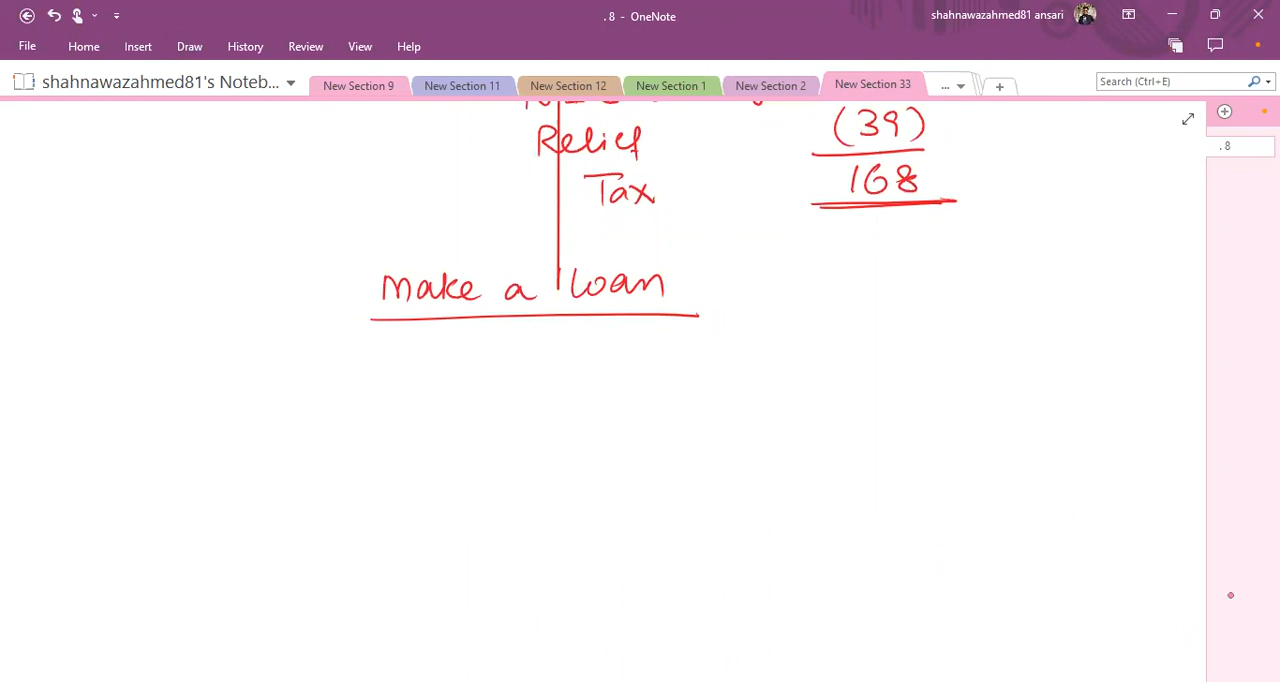 .8 - OneNote
shahnawazahmed81 ansari
File Home Insert Draw History Review View Help
shahnawazahmed81's Noteb... New Section 9 New Section 11 New Section 12 New Section 1 New Section 2 New Section 33 ... +
Search (Ctrl+E)
(39)
Relief
.8
168
Tax
Make a loan